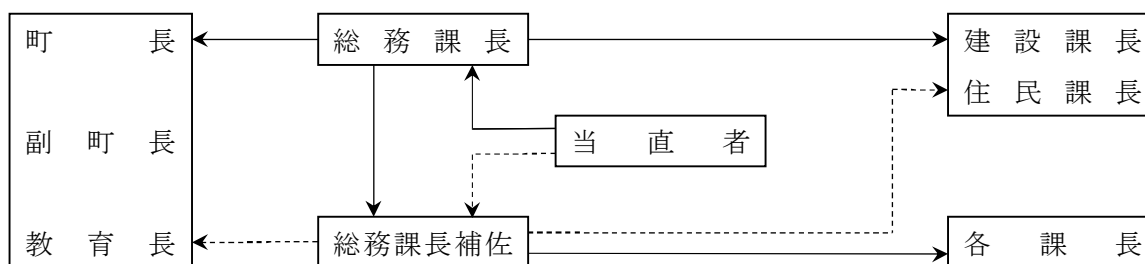 町長
総務課長
建設課長
住民課長
副町長
当直者
教育長
総務課長補佐
各課長